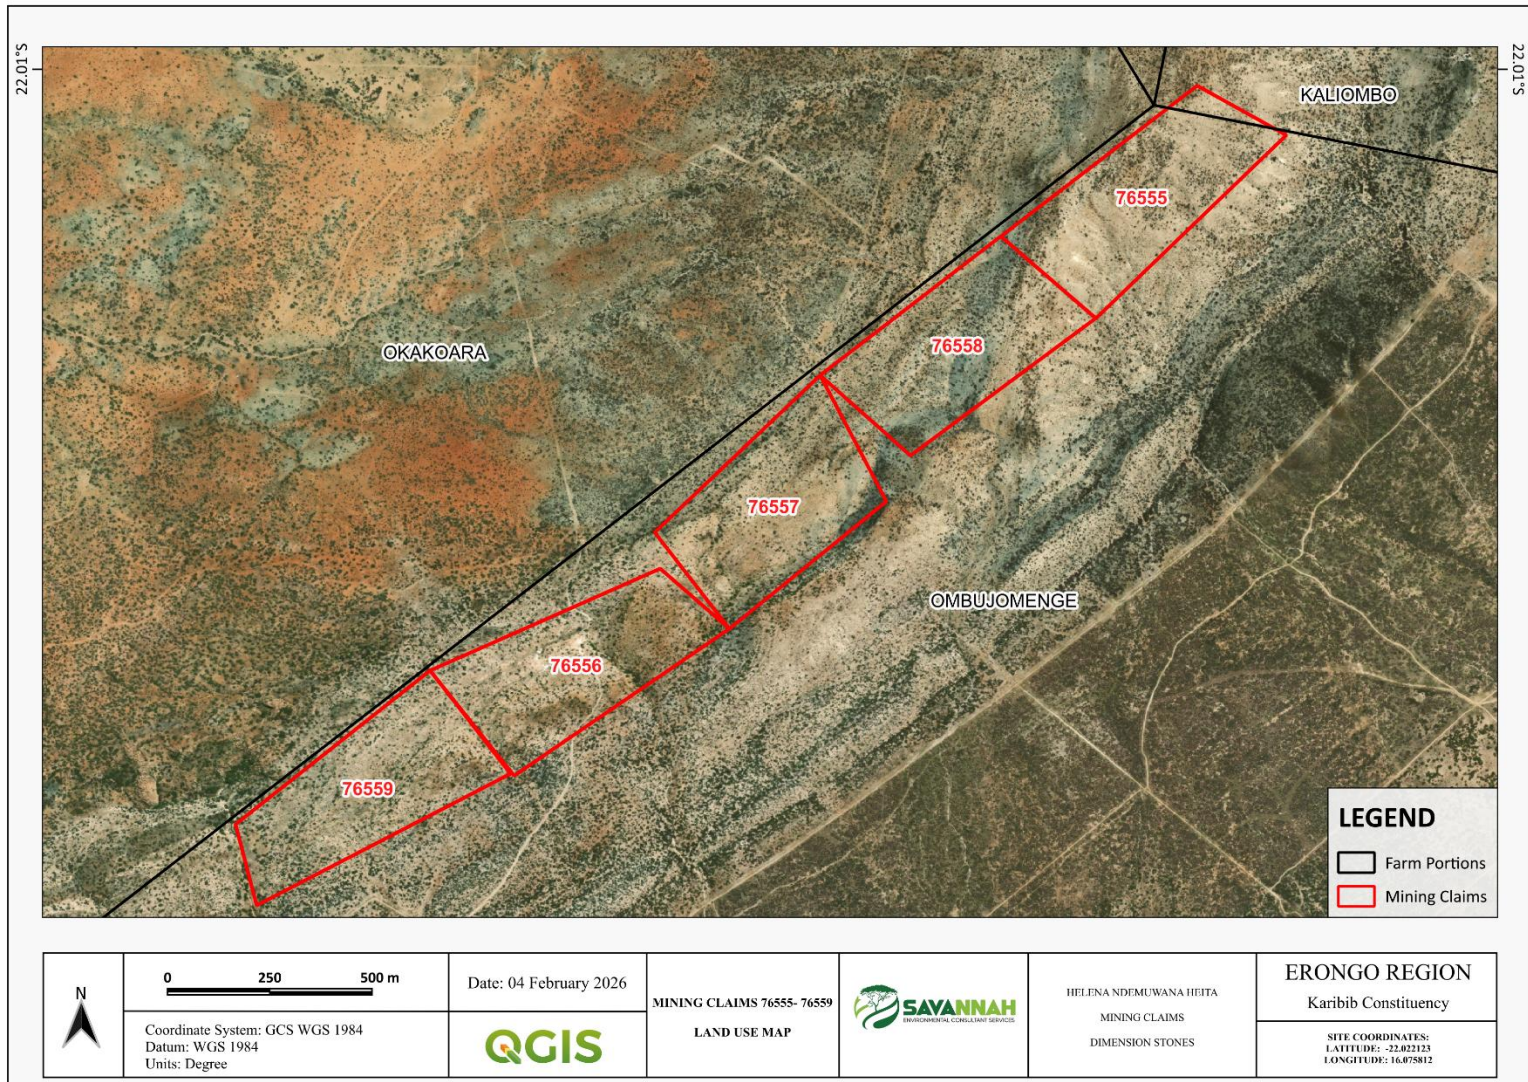 22.01°S
22.01°S
KALIOMBO
76555
OKAKOARA
76558
76557
OMBUJOMENGE
76556
76559
LEGEND
Farm Portions
Mining Claims
N
0 250 500 m
Coordinate System: GCS WGS 1984
Datum: WGS 1984
Units: Degree
Date: 04 February 2026
QGIS
MINING CLAIMS 76555- 76559
LAND USE MAP
SAVANNAH
ENVIRONMENTAL CONSULTANT SERVICES
HELENA NDEMUWANA HEITA
MINING CLAIMS
DIMENSION STONES
ERONGO REGION
Karibib Constituency
SITE COORDINATES:
LATITUDE: -22.022123
LONGITUDE: 16.075812